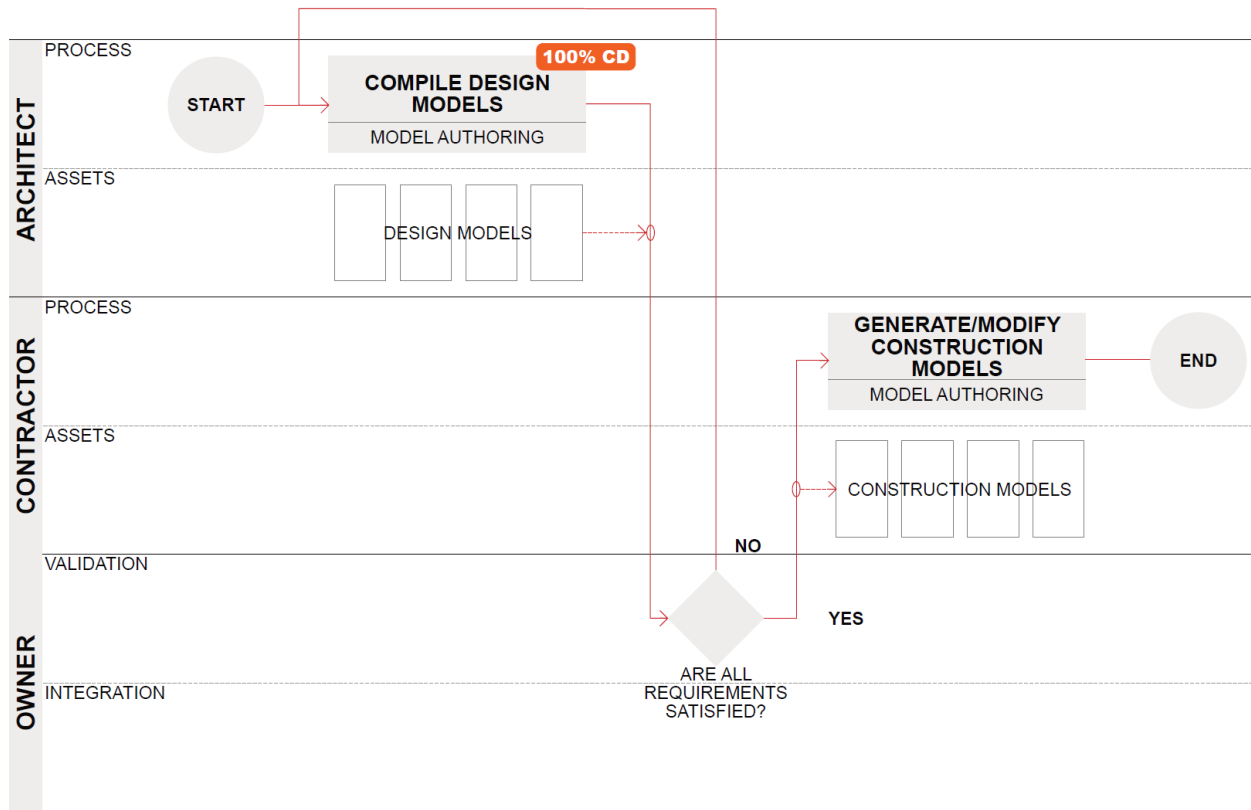 ARCHITECT
PROCESS
START
100% CD
COMPILE DESIGN
MODELS
MODEL AUTHORING
ASSETS
DESIGN MODELS
CONTRACTOR
PROCESS
GENERATE/MODIFY
CONSTRUCTION
MODELS
MODEL AUTHORING
END
ASSETS
CONSTRUCTION MODELS
OWNER
NO
VALIDATION
YES
ARE ALL
REQUIREMENTS
SATISFIED?
INTEGRATION